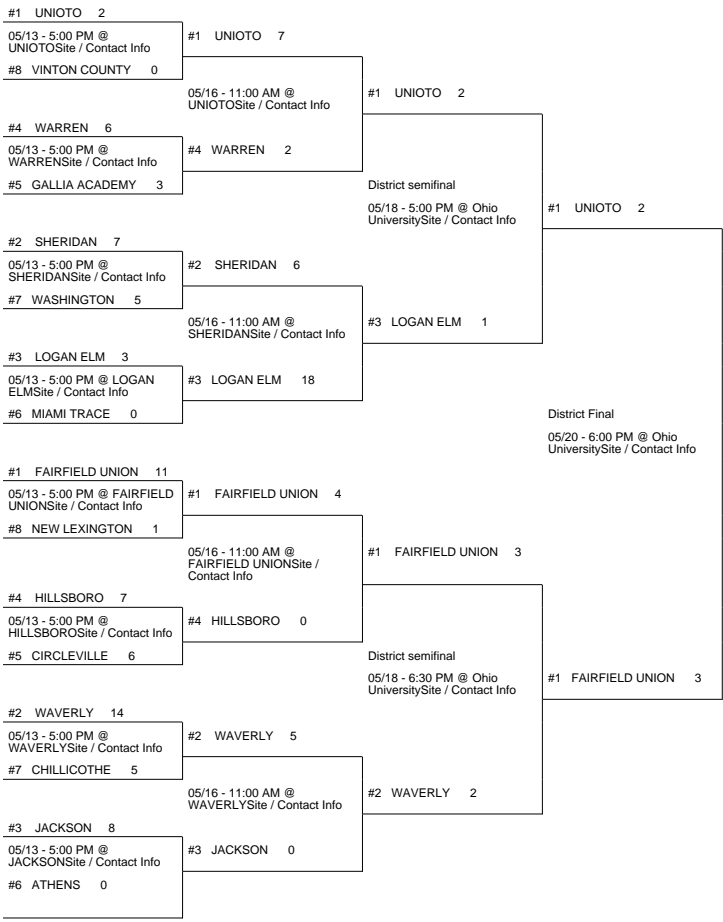 #1 UNIOTO 2
05/13 - 5:00 PM @
UNIOTOSite / Contact Info
#8 VINTON COUNTY 0
#4 WARREN 6
05/13 - 5:00 PM @
WARRENSite / Contact Info
#5 GALLIA ACADEMY 3
#2 SHERIDAN 7
05/13 - 5:00 PM @
SHERIDANSite / Contact Info
#7 WASHINGTON 5
#3 LOGAN ELM 3
05/13 - 5:00 PM @ LOGAN
ELMSite / Contact Info
#6 MIAMI TRACE 0
#1 FAIRFIELD UNION 11
05/13 - 5:00 PM @ FAIRFIELD
UNIONSite / Contact Info
#8 NEW LEXINGTON 1
#4 HILLSBORO 7
05/13 - 5:00 PM @
HILLSBOROSite / Contact Info
#5 CIRCLEVILLE 6
#2 WAVERLY 14
05/13 - 5:00 PM @
WAVERLYSite / Contact Info
#7 CHILLICOTHE 5
#3 JACKSON 8
05/13 - 5:00 PM @
JACKSONSite / Contact Info
#6 ATHENS 0
#1 UNIOTO 7
05/16 - 11:00 AM @
UNIOTOSite / Contact Info
#4 WARREN 2
#2 SHERIDAN 6
05/16 - 11:00 AM @
SHERIDANSite / Contact Info
#3 LOGAN ELM 18
#1 FAIRFIELD UNION 4
05/16 - 11:00 AM @
FAIRFIELD UNIONSite /
Contact Info
#4 HILLSBORO 0
#2 WAVERLY 5
05/16 - 11:00 AM @
WAVERLYSite / Contact Info
#3 JACKSON 0
#1 UNIOTO 2
District semifinal
05/18 - 5:00 PM @ Ohio
UniversitySite / Contact Info
#3 LOGAN ELM 1
#1 FAIRFIELD UNION 3
District semifinal
05/18 - 6:30 PM @ Ohio
UniversitySite / Contact Info
#2 WAVERLY 2
#1 UNIOTO 2
District Final
05/20 - 6:00 PM @ Ohio
UniversitySite / Contact Info
#1 FAIRFIELD UNION 3